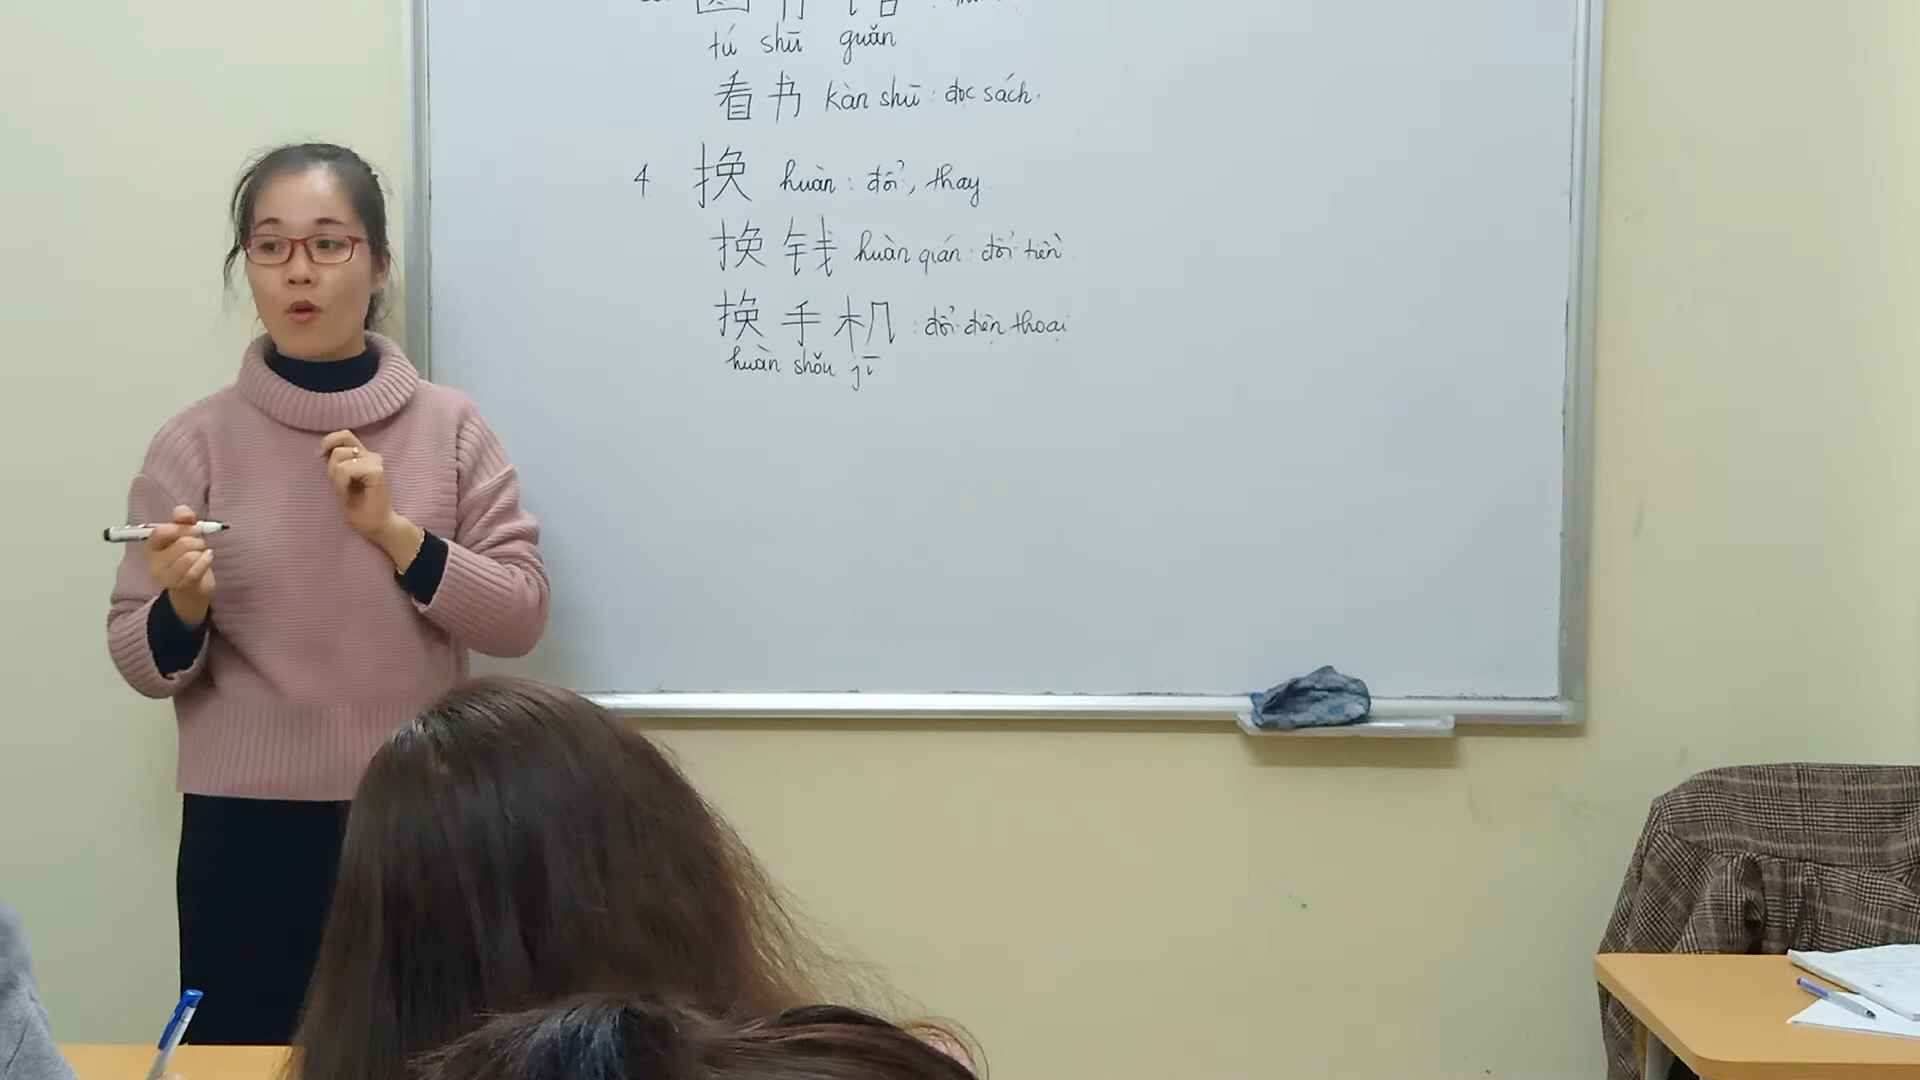 tú shū guǎn
看书 kàn shū : đọc sách.
4 换 huàn : đổi, thay
换钱 huàn qián : đổi tiền
换手机 : đổi điện thoại
huàn shǒu jī